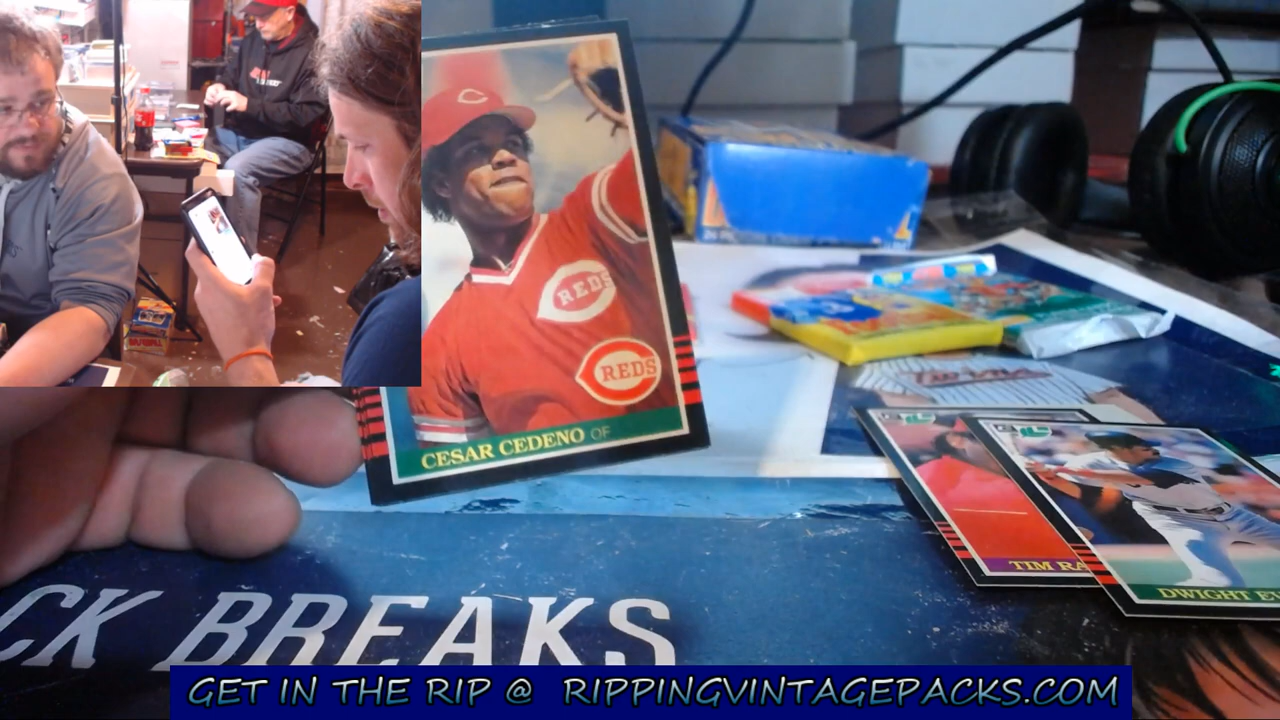 REDS
REDS
CESAR CEDENO OF
TIM RA
DWIGHT EV
CK BREAKS
GET IN THE RIP @ RIPPINGVINTAGEPACKS.COM